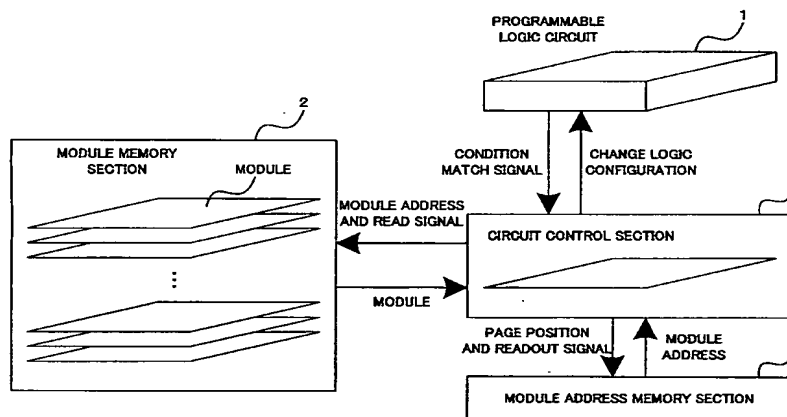 PROGRAMMABLE
LOGIC CIRCUIT
1
2
MODULE MEMORY
SECTION
MODULE
CONDITION
MATCH SIGNAL
CHANGE LOGIC
CONFIGURATION
MODULE ADDRESS
AND READ SIGNAL
CIRCUIT CONTROL SECTION
MODULE
PAGE POSITION
AND READOUT SIGNAL
MODULE
ADDRESS
MODULE ADDRESS MEMORY SECTION